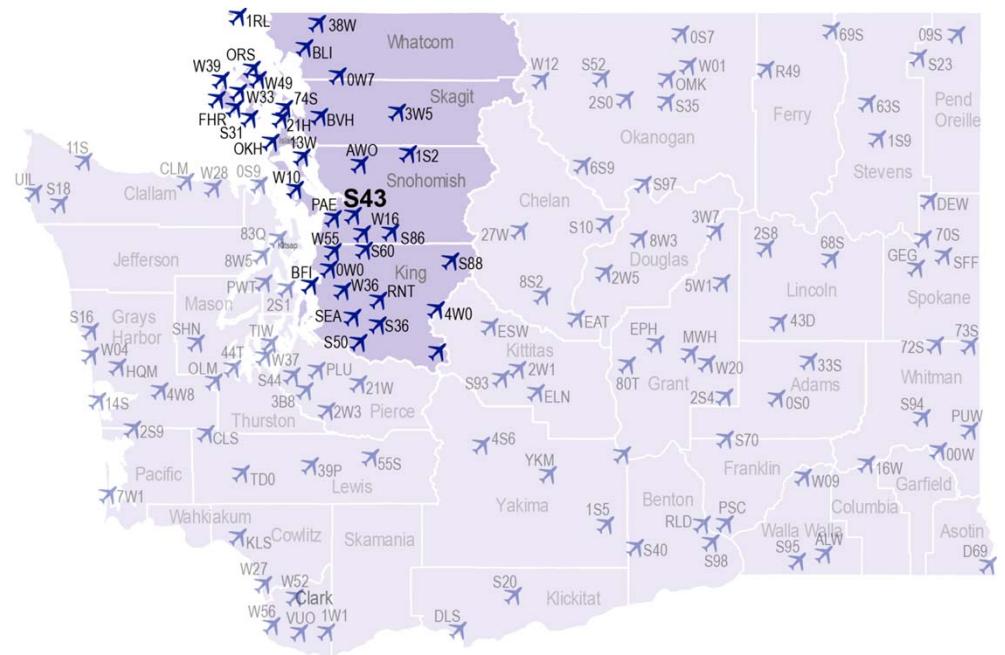 1RL
38W
BLI
Whatcom
0S7
69S
09S
S23
ORS
W39
W49
0W7
W12
S52
W01
OMK
R49
W33
74S
Skagit
2S0
S35
63S
Pend
Oreille
FHR
S31
21H
BVH
3W5
Okanogan
Ferry
1S9
OKH
13W
AWO
1S2
Stevens
11S
CLM
W28
0S9
W10
Snohomish
6S9
S97
UIL
S18
Clallam
S43
Chelan
DEW
PAE
W16
S86
27W
S10
8W3
3W7
2S8
68S
70S
83Q
Kitsap
W55
S60
Douglas
GEG
SFF
Jefferson
8W5
BFI
0W0
King
S88
2W5
5W1
Lincoln
Spokane
PWT
2S1
W36
RNT
8S2
Mason
4W0
EAT
43D
S16
Grays
Harbor
SHN
TIW
SEA
S36
ESW
EPH
MWH
72S
73S
W04
HQM
44T
W37
S50
Kittitas
2W1
W20
33S
Whitman
OLM
S44
PLU
21W
S93
80T
Grant
Adams
14S
4W8
3B8
2W3
Pierce
ELN
2S4
0S0
S94
PUW
2S9
CLS
Thurston
4S6
S70
00W
Pacific
TD0
39P
55S
Lewis
YKM
Franklin
16W
Garfield
7W1
Yakima
Benton
W09
Columbia
Wahkiakum
1S5
RLD
PSC
Cowlitz
Skamania
Walla Walla
Asotin
KLS
S40
S98
S95
ALW
D69
W27
W52
Clark
S20
Klickitat
W56
VUO
1W1
DLS